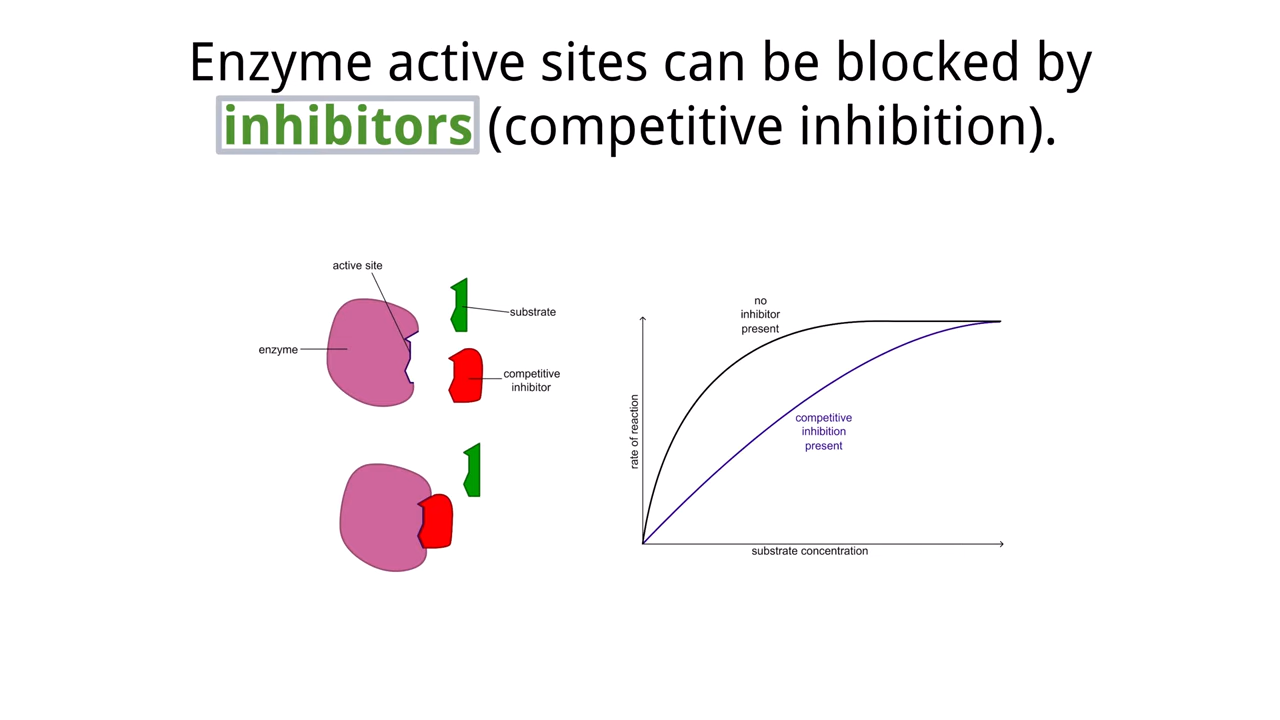 Enzyme active sites can be blocked by
inhibitors (competitive inhibition).
active site
substrate
enzyme
competitive
inhibitor
no
inhibitor
present
rate of reaction
competitive
inhibition
present
substrate concentration